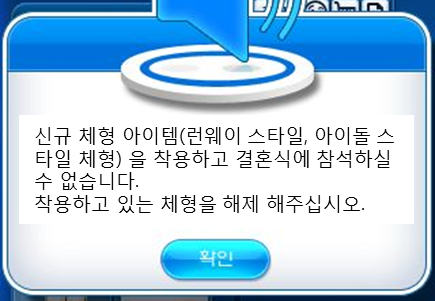 신규 체형 아이템(런웨이 스타일, 아이돌 스
타일 체형) 을 착용하고 결혼식에 참석하실
수 없습니다.
착용하고 있는 체형을 해제 해주십시오.
확인